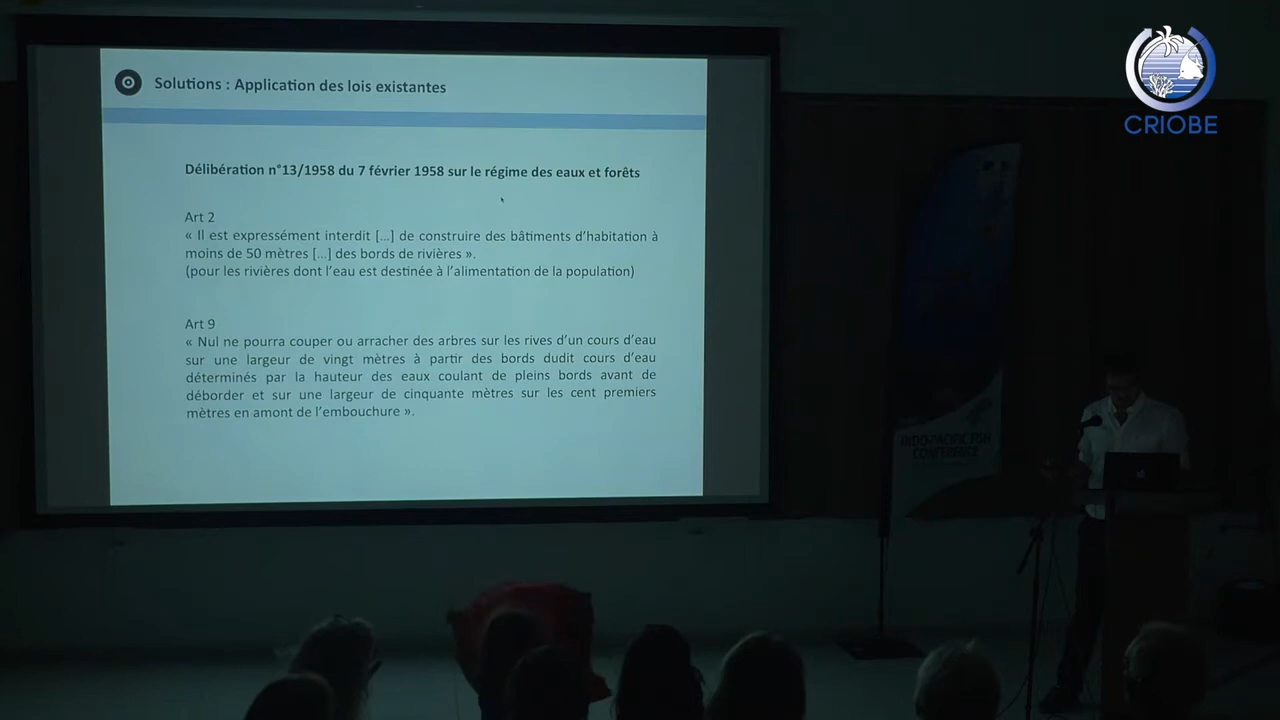 Solutions : Application des lois existantes
CRIOBE
Délibération n°13/1958 du 7 février 1958 sur le régime des eaux et forêts
Art 2
« Il est expressément interdit [...] de construire des bâtiments d’habitation à
moins de 50 mètres [...] des bords de rivières ».
(pour les rivières dont l’eau est destinée à l’alimentation de la population)
Art 9
« Nul ne pourra couper ou arracher des arbres sur les rives d’un cours d’eau
sur une largeur de vingt mètres à partir des bords dudit cours d’eau
déterminés par la hauteur des eaux coulant de pleins bords avant de
déborder et sur une largeur de cinquante mètres sur les cent premiers
mètres en amont de l’embouchure ».
INDO-PACIFIC FISH
CONFERENCE